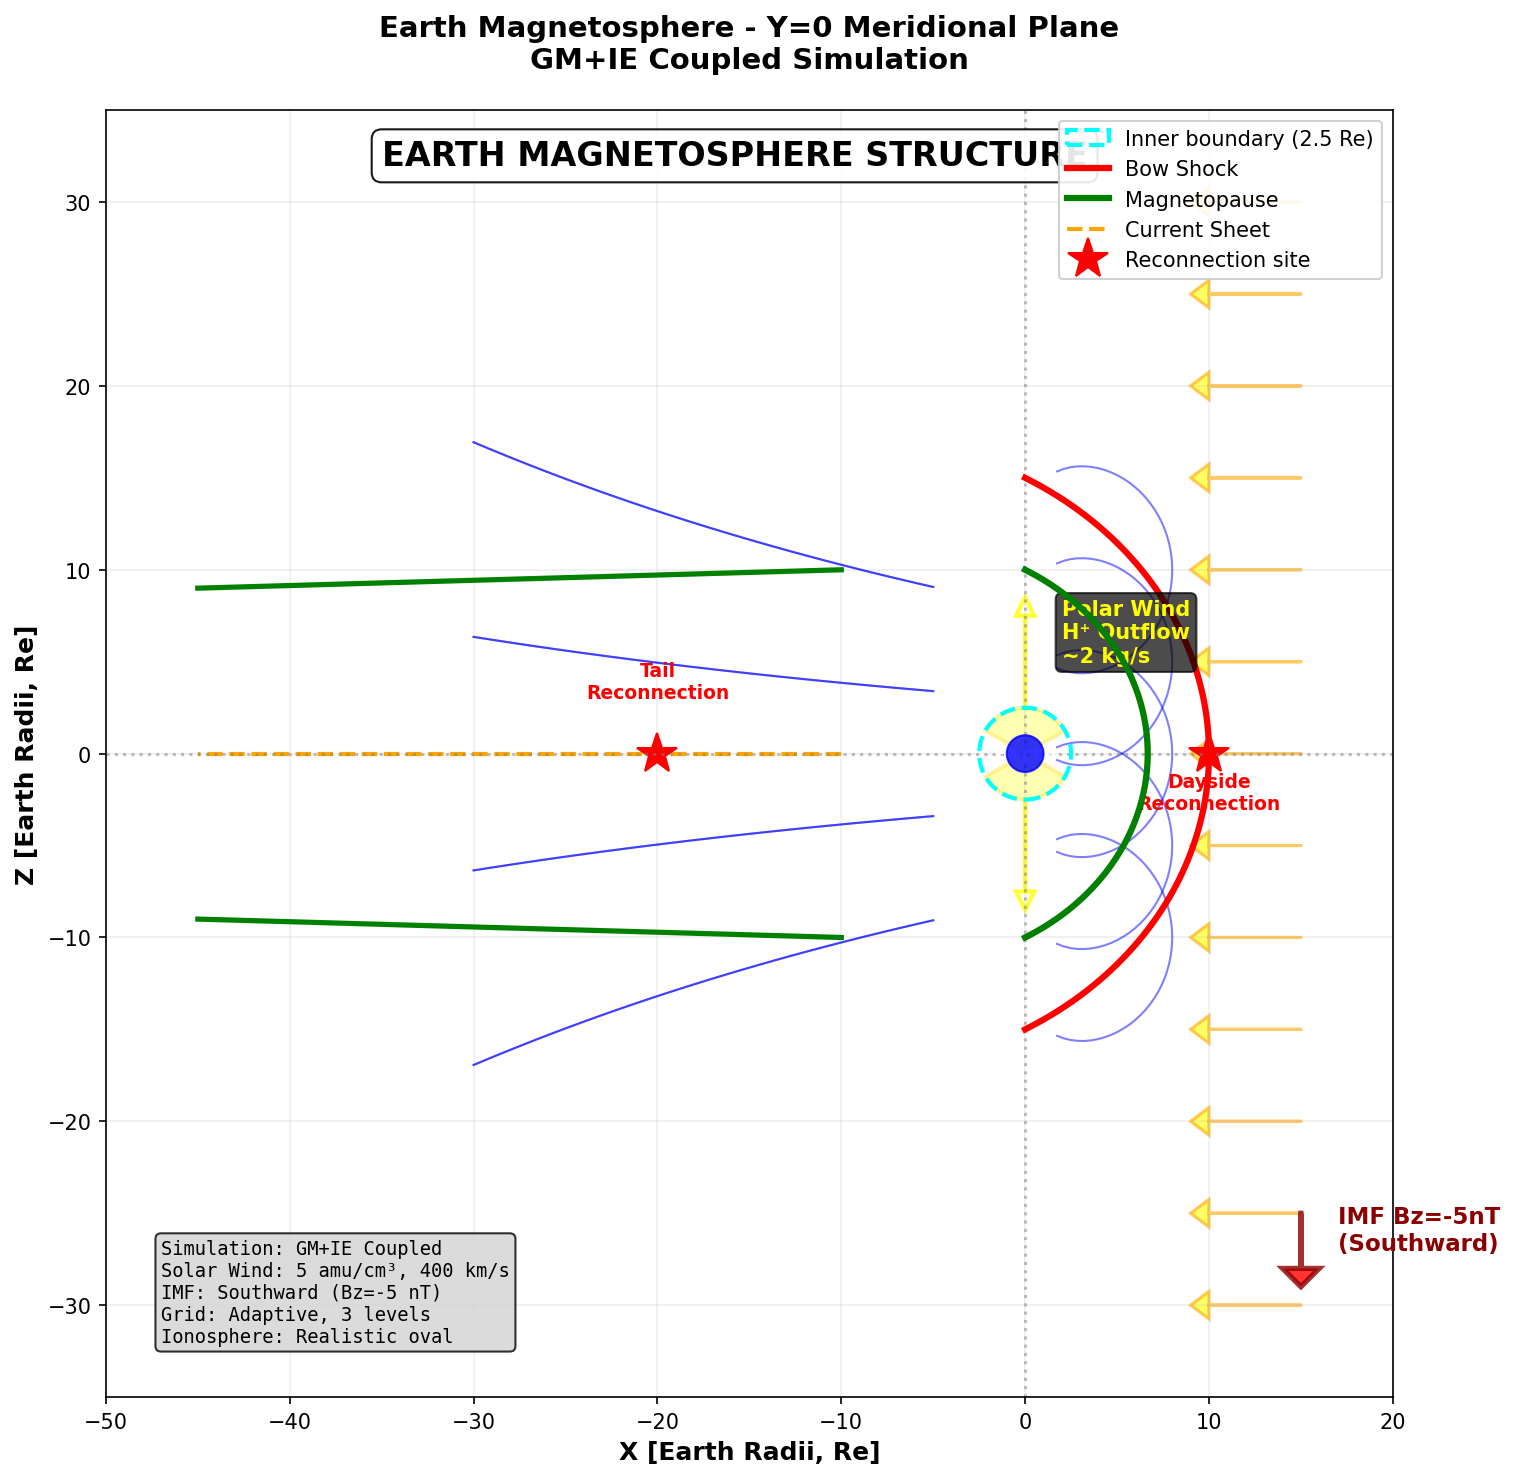 Earth Magnetosphere - Y=0 Meridional Plane
GM+IE Coupled Simulation
EARTH MAGNETOSPHERE STRUCTURE
Inner boundary (2.5 Re)
Bow Shock
Magnetopause
Current Sheet
Reconnection site
Polar Wind
H⁺ Outflow
~2 kg/s
Tail
Reconnection
Dayside
Reconnection
IMF Bz=-5nT
(Southward)
Simulation: GM+IE Coupled
Solar Wind: 5 amu/cm³, 400 km/s
IMF: Southward (Bz=-5 nT)
Grid: Adaptive, 3 levels
Ionosphere: Realistic oval
Z [Earth Radii, Re]
30
20
10
0
−10
−20
−30
−50 −40 −30 −20 −10 0 10 20
X [Earth Radii, Re]